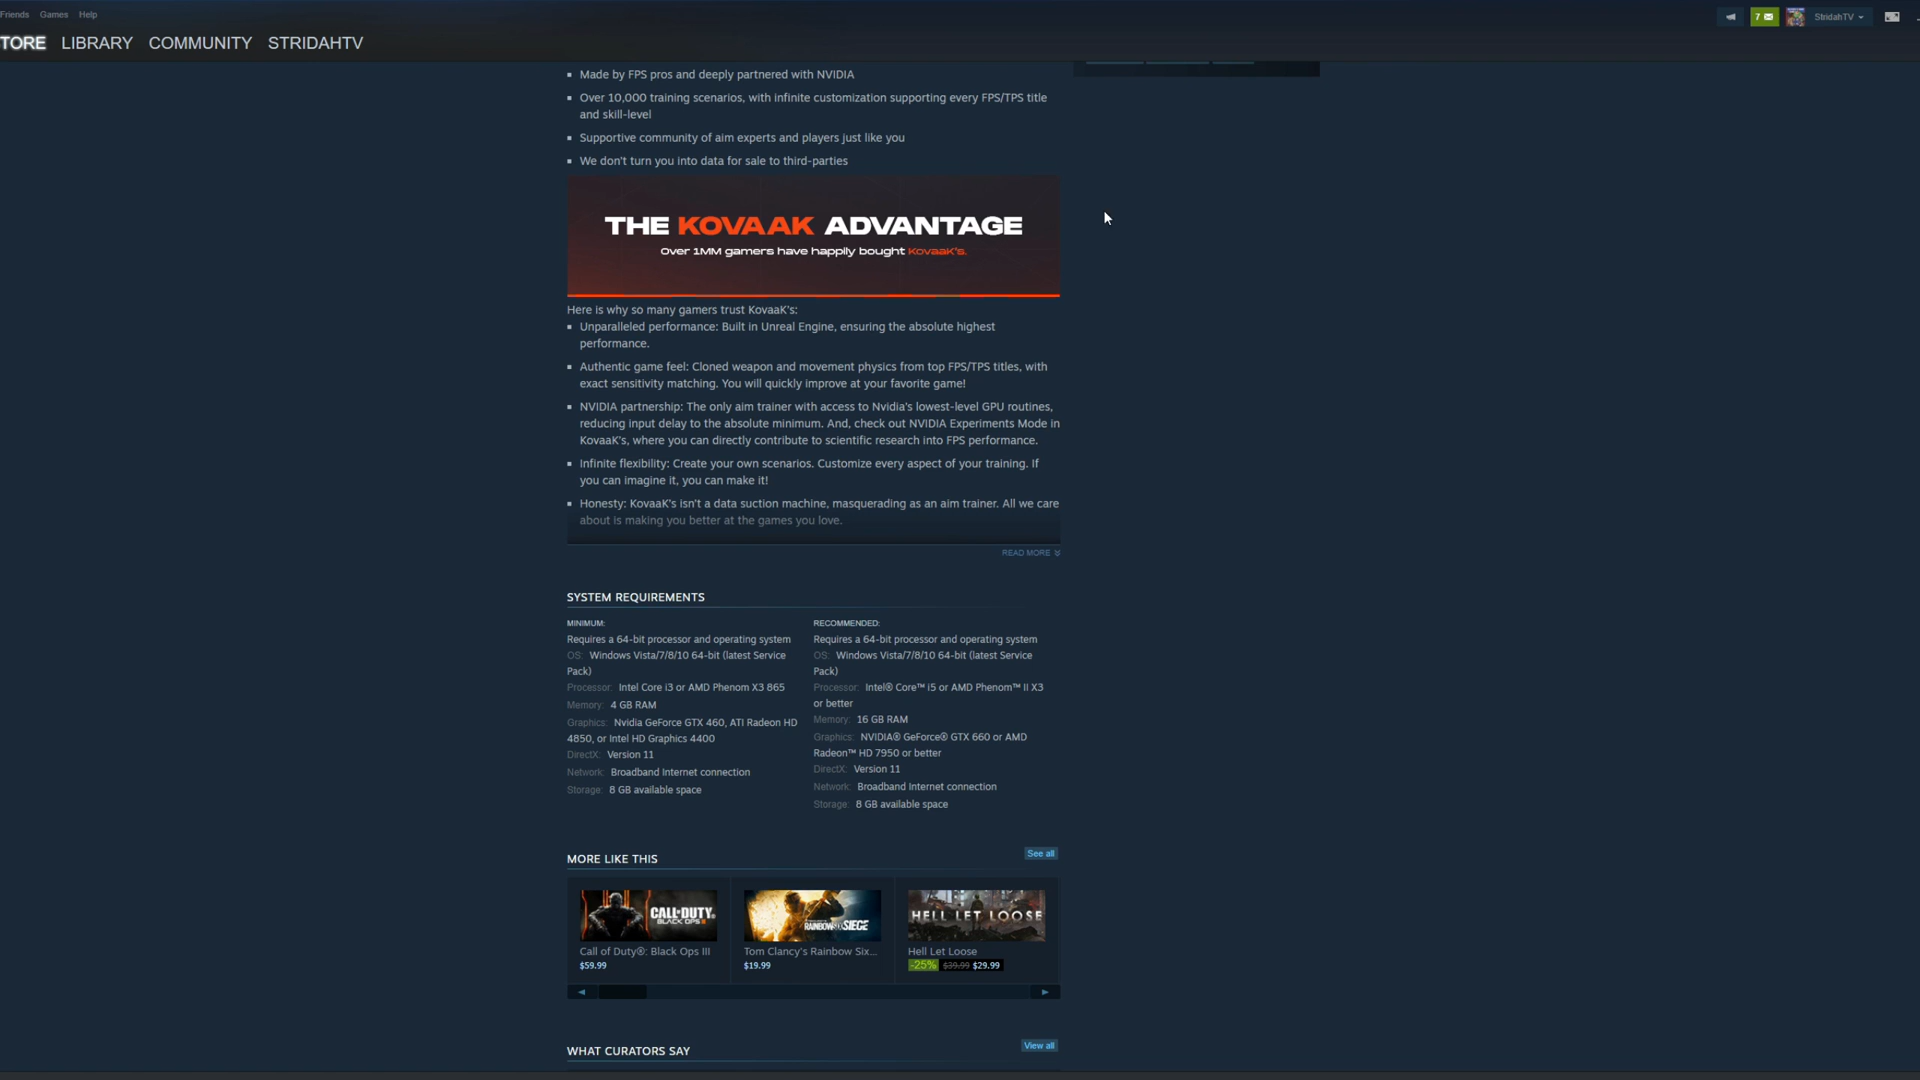 Friends Games Help
7
StridahTV
TORE LIBRARY COMMUNITY STRIDAHTV
Made by FPS pros and deeply partnered with NVIDIA
Over 10,000 training scenarios, with infinite customization supporting every FPS/TPS title
and skill-level
Supportive community of aim experts and players just like you
We don't turn you into data for sale to third-parties
THE KOVAAK ADVANTAGE
Over 1MM gamers have happily bought KovaaK's.
Here is why so many gamers trust KovaaK's:
Unparalleled performance: Built in Unreal Engine, ensuring the absolute highest
performance.
Authentic game feel: Cloned weapon and movement physics from top FPS/TPS titles, with
exact sensitivity matching. You will quickly improve at your favorite game!
NVIDIA partnership: The only aim trainer with access to Nvidia's lowest-level GPU routines,
reducing input delay to the absolute minimum. And, check out NVIDIA Experiments Mode in
KovaaK's, where you can directly contribute to scientific research into FPS performance.
Infinite flexibility: Create your own scenarios. Customize every aspect of your training. If
you can imagine it, you can make it!
Honesty: KovaaK's isn't a data suction machine, masquerading as an aim trainer. All we care
about is making you better at the games you love.
READ MORE
SYSTEM REQUIREMENTS
MINIMUM:
Requires a 64-bit processor and operating system
OS: Windows Vista/7/8/10 64-bit (latest Service
Pack)
Processor: Intel Core i3 or AMD Phenom X3 865
Memory: 4 GB RAM
Graphics: Nvidia GeForce GTX 460, ATI Radeon HD
4850, or Intel HD Graphics 4400
DirectX: Version 11
Network: Broadband Internet connection
Storage: 8 GB available space
RECOMMENDED:
Requires a 64-bit processor and operating system
OS: Windows Vista/7/8/10 64-bit (latest Service
Pack)
Processor: Intel® Core™ i5 or AMD Phenom™ II X3
or better
Memory: 16 GB RAM
Graphics: NVIDIA® GeForce® GTX 660 or AMD
Radeon™ HD 7950 or better
DirectX: Version 11
Network: Broadband Internet connection
Storage: 8 GB available space
MORE LIKE THIS
See all
CALL OF DUTY
BLACK OPS III
Call of Duty®: Black Ops III
$59.99
RAINBOW SIX SIEGE
Tom Clancy's Rainbow Six...
$19.99
HELL LET LOOSE
Hell Let Loose
-25% $39.99 $29.99
WHAT CURATORS SAY
View all